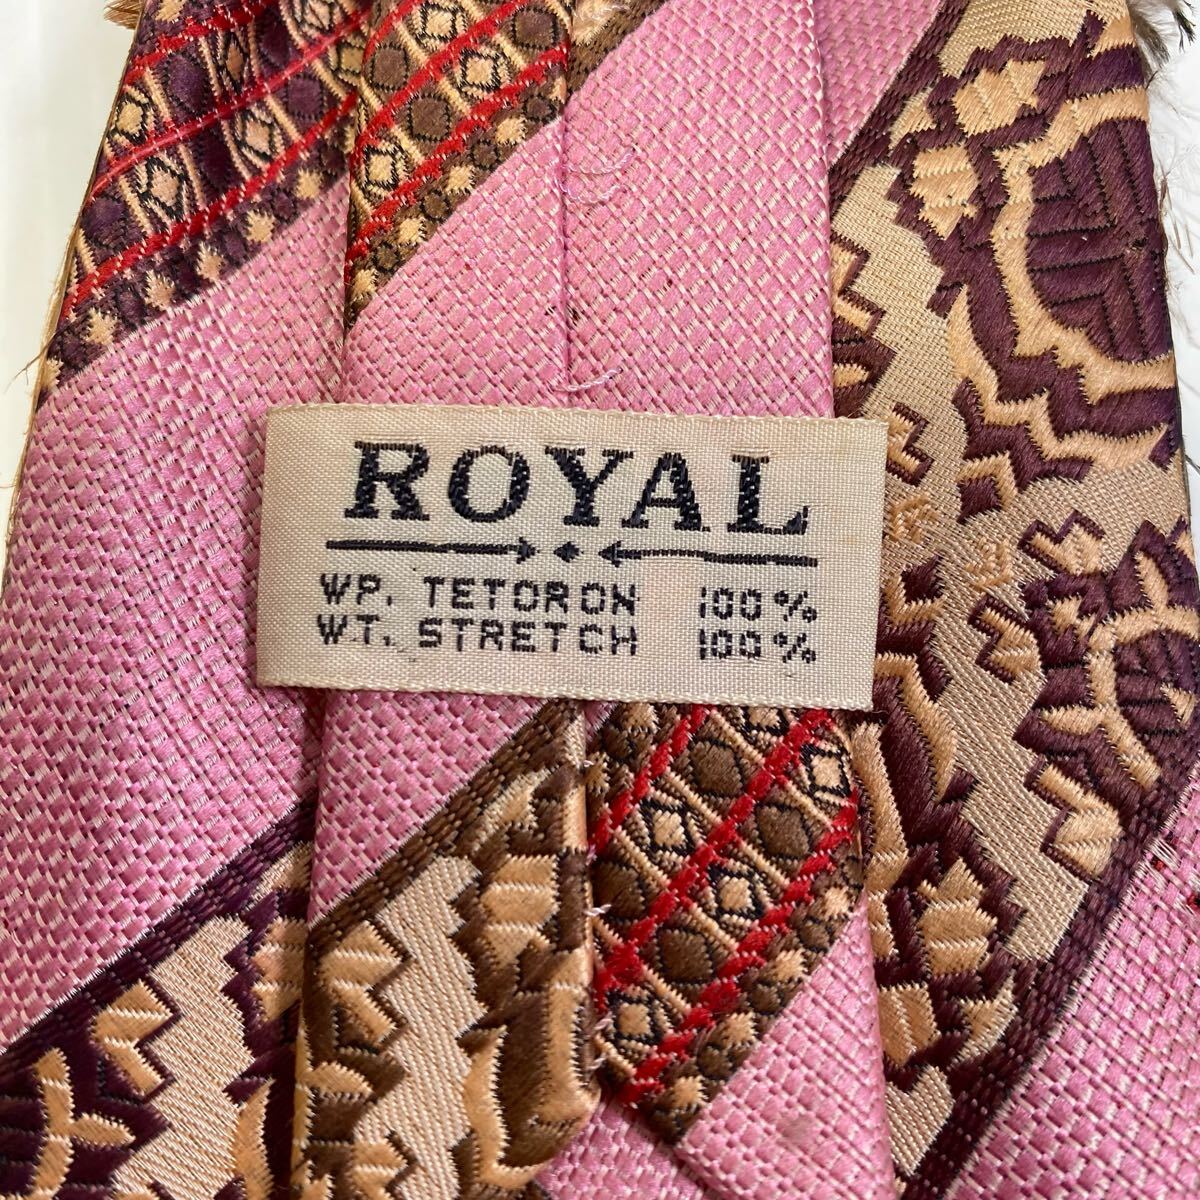 ROYAL
WP. TETORON 100%
WT. STRETCH 100%